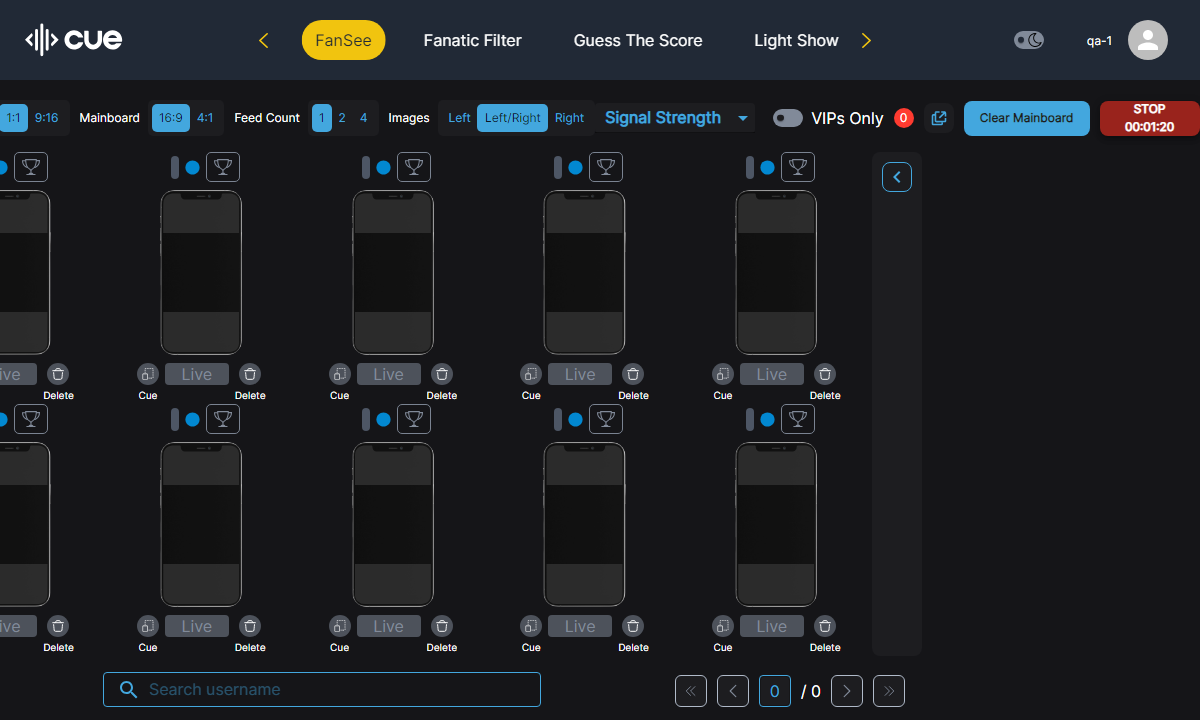 cue
FanSee
Fanatic Filter
Guess The Score
Light Show
qa-1
1:1
9:16
Mainboard
16:9
4:1
Feed Count
1
2
4
Images
Left
Left/Right
Right
Signal Strength
VIPs Only
0
Clear Mainboard
STOP
00:01:20
Live
Live
Live
Live
Delete
Cue
Delete
Cue
Delete
Cue
Delete
Cue
Delete
Live
Live
Live
Live
Delete
Cue
Delete
Cue
Delete
Cue
Delete
Cue
Delete
Search username
0
/ 0